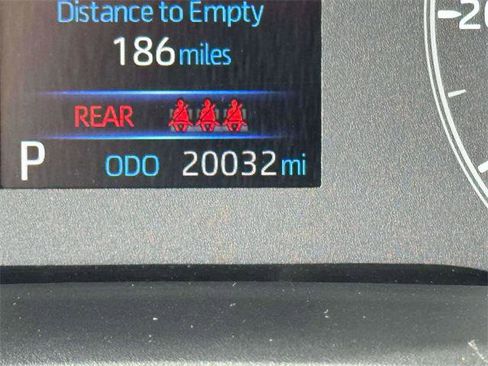 Distance to Empty
186 miles
REAR
P ODO 20032 mi